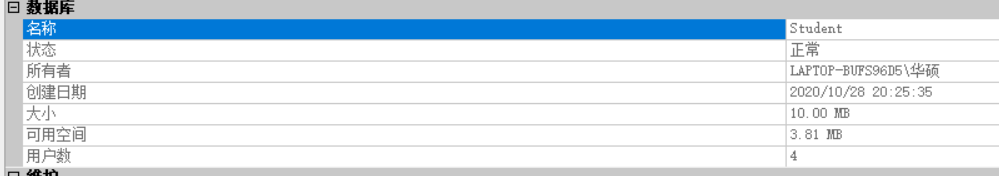 数据库
名称 Student
状态 正常
所有者 LAPTOP-BUFS96D5\华硕
创建日期 2020/10/28 20:25:35
大小 10.00 MB
可用空间 3.81 MB
用户数 4
维护